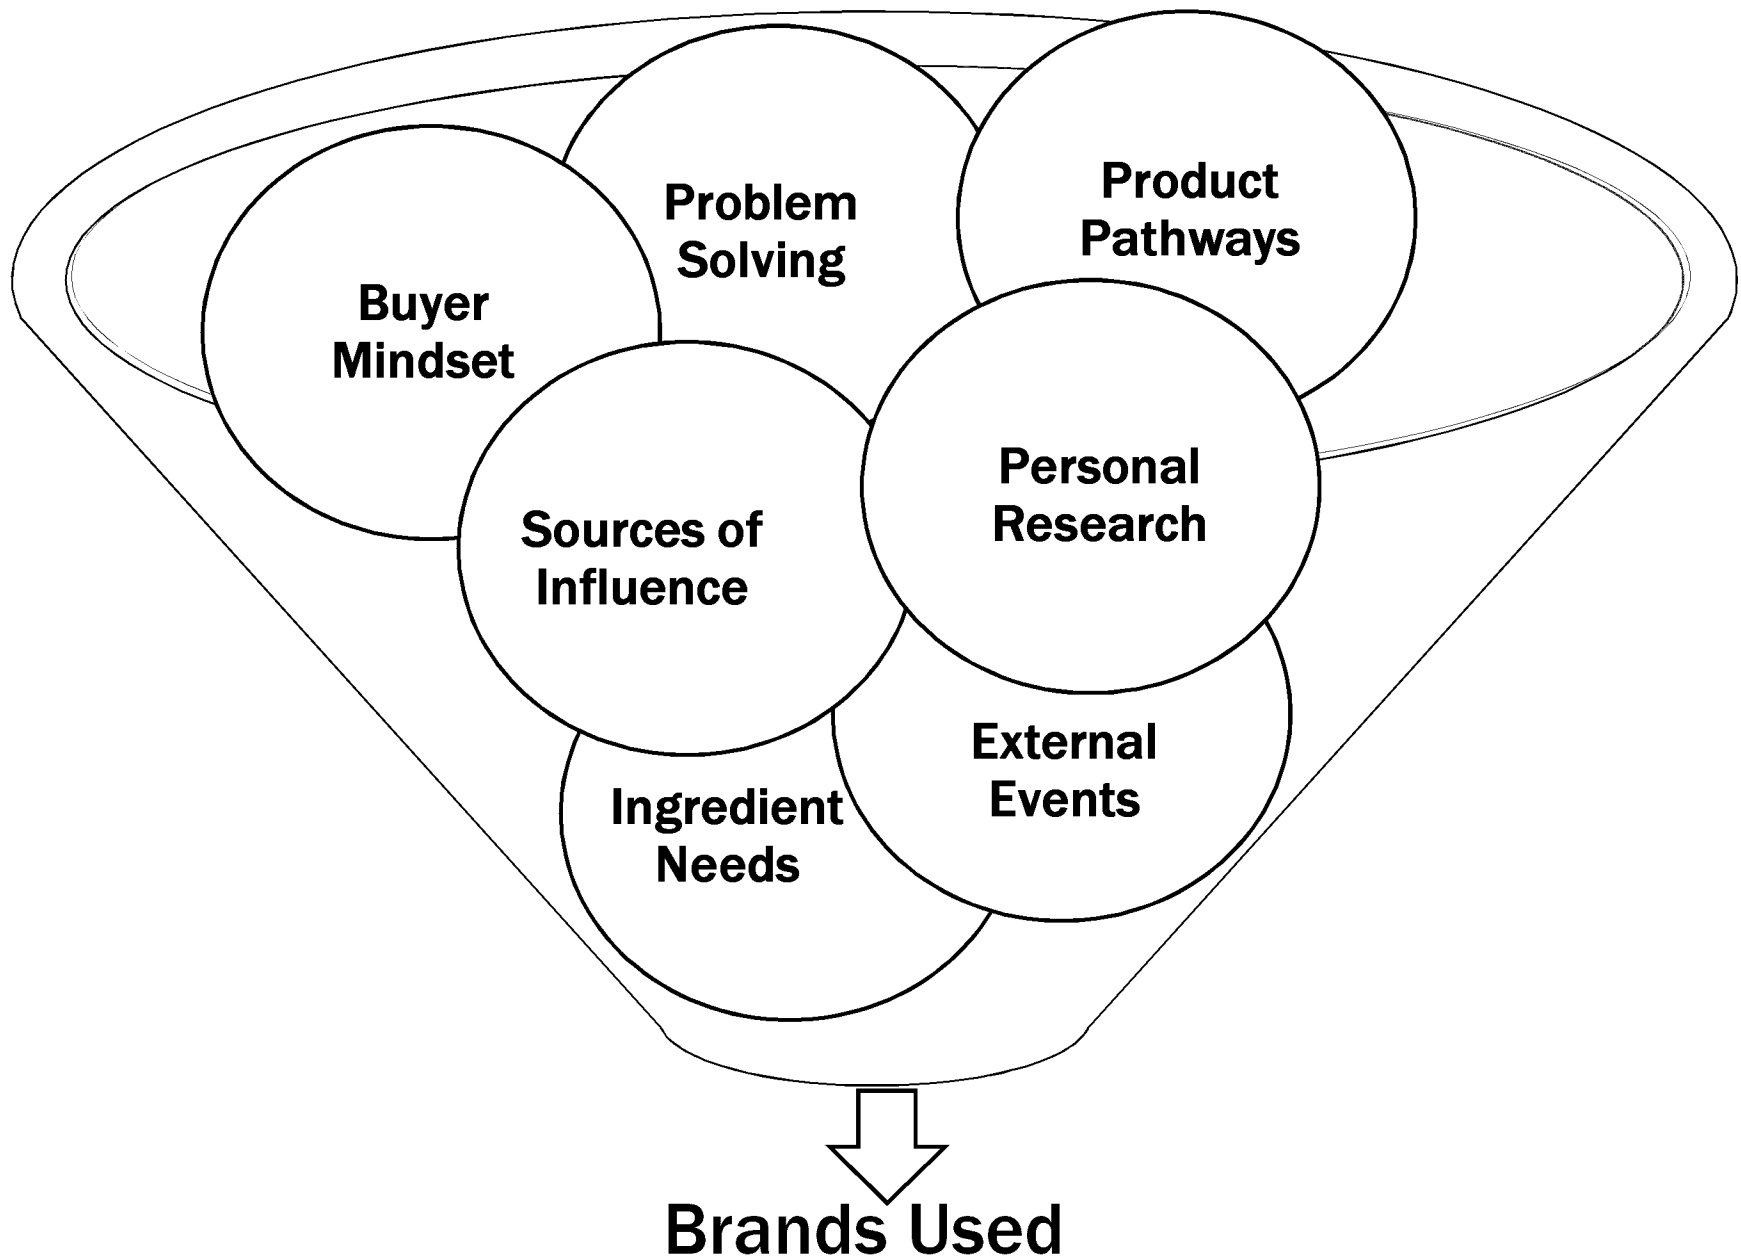 Problem
Solving
Product
Pathways
Buyer
Mindset
Personal
Research
Sources of
Influence
External
Events
Ingredient
Needs
Brands Used